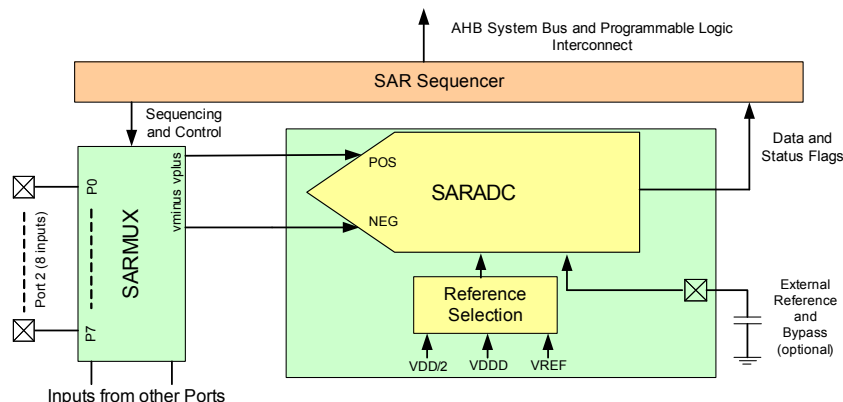 AHB System Bus and Programmable Logic
Interconnect
SAR Sequencer
Sequencing
and Control
Data and
Status Flags
vminus vplus
POS
NEG
SARADC
P0
P7
Port 2 (8 inputs)
SARMUX
Reference
Selection
VDD/2
VDDD
VREF
External
Reference
and
Bypass
(optional)
Inputs from other Ports